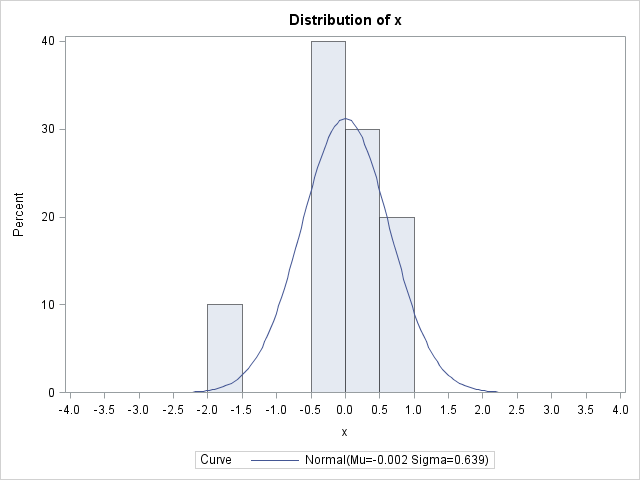 Distribution of x
40
30
20
10
0
Percent
-4.0 -3.5 -3.0 -2.5 -2.0 -1.5 -1.0 -0.5 0.0 0.5 1.0 1.5 2.0 2.5 3.0 3.5 4.0
x
Curve Normal(Mu=-0.002 Sigma=0.639)